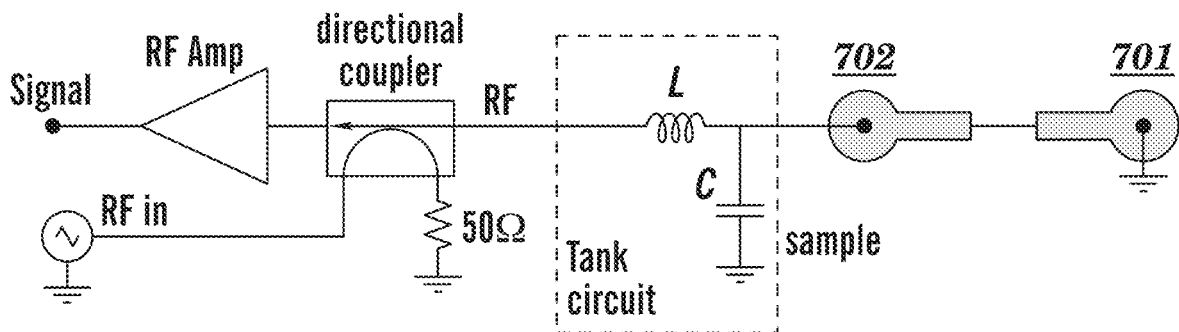 directional
coupler
RF Amp
Signal
RF
L
702
701
RF in
50Ω
C
sample
Tank
circuit